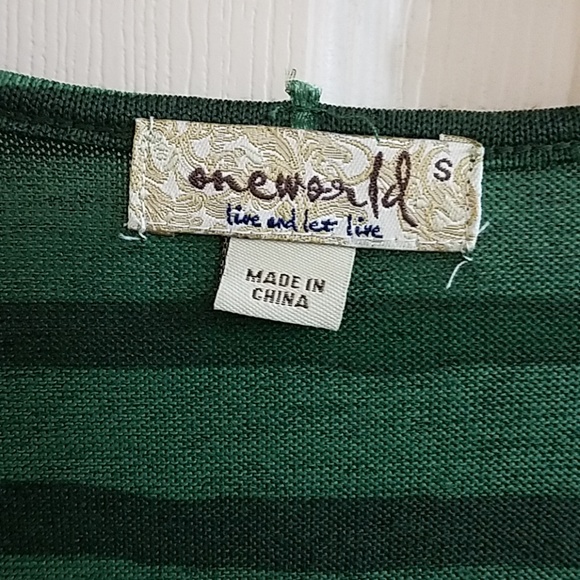 oneworld
S
live and let live
MADE IN
CHINA